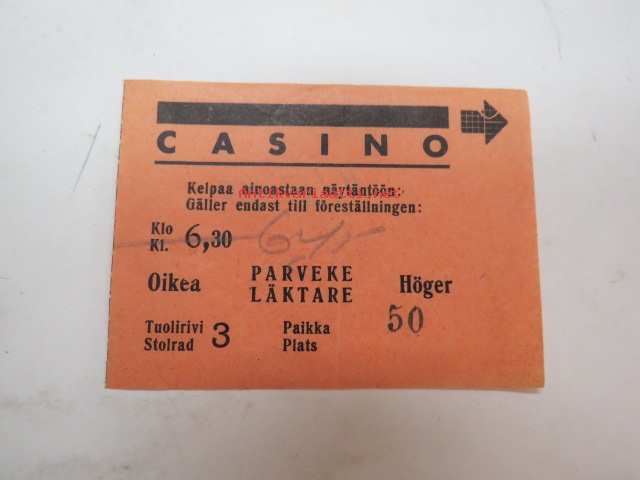 CASINO
Kelpaa ainoastaan näytäntöön:
Gäller endast till föreställningen:
Klo
Kl. 6,30
Oikea PARVEKE Höger
LÄKTARE
Tuolirivi 3 Paikka 50
Stolrad Plats